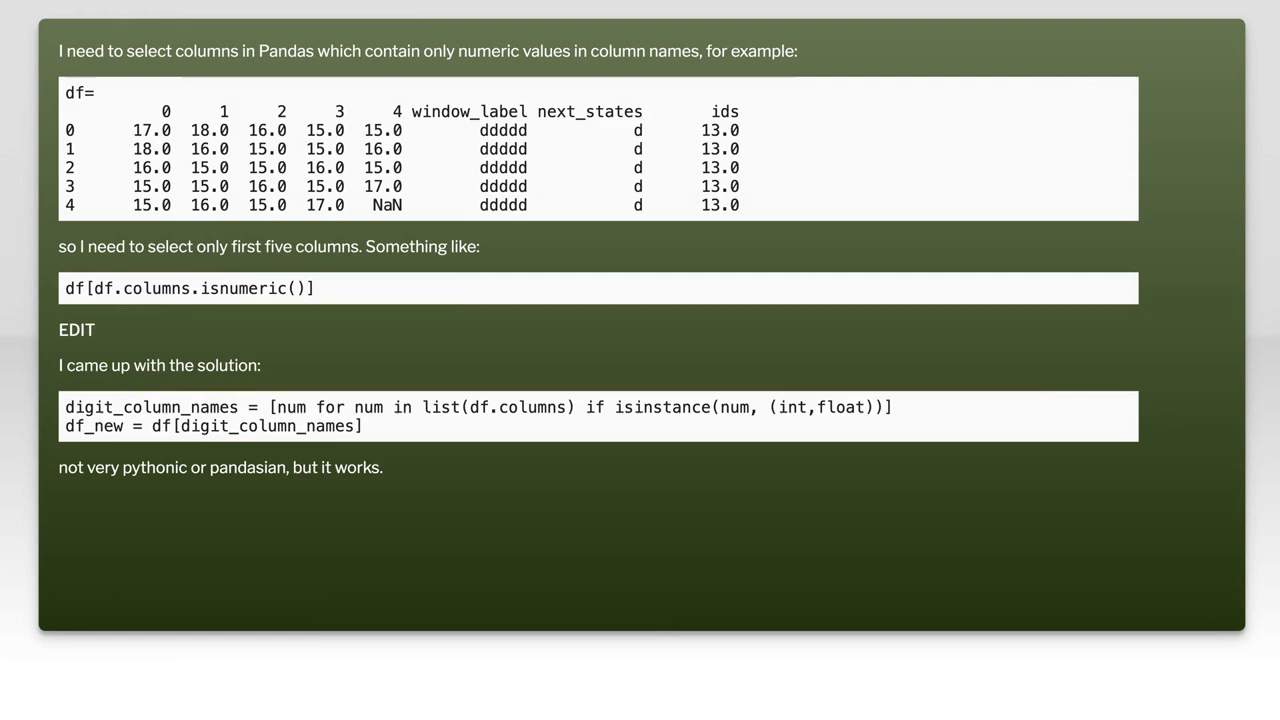 I need to select columns in Pandas which contain only numeric values in column names, for example:
df=
          0     1     2     3     4 window_label next_states       ids
0      17.0  18.0  16.0  15.0  15.0        ddddd           d      13.0
1      18.0  16.0  15.0  15.0  16.0        ddddd           d      13.0
2      16.0  15.0  15.0  16.0  15.0        ddddd           d      13.0
3      15.0  15.0  16.0  15.0  17.0        ddddd           d      13.0
4      15.0  16.0  15.0  17.0   NaN        ddddd           d      13.0
so I need to select only first five columns. Something like:
df[df.columns.isnumeric()]
EDIT
I came up with the solution:
digit_column_names = [num for num in list(df.columns) if isinstance(num, (int,float))]
df_new = df[digit_column_names]
not very pythonic or pandasian, but it works.